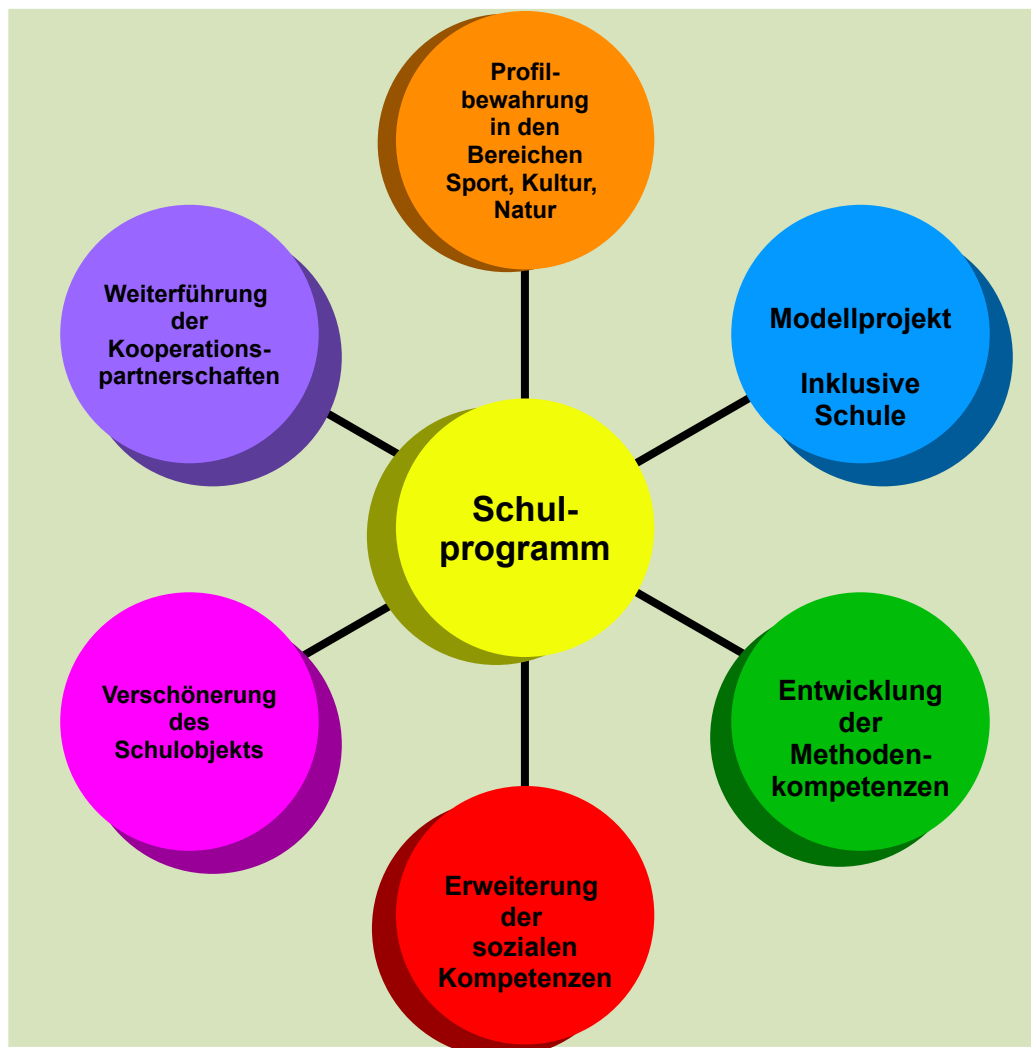 Profil-
bewahrung
in den
Bereichen
Sport, Kultur,
Natur
Modellprojekt
Inklusive
Schule
Entwicklung
der
Methoden-
kompetenzen
Erweiterung
der
sozialen
Kompetenzen
Verschönerung
des
Schulobjekts
Weiterführung
der
Kooperations-
partnerschaften
Schul-
programm